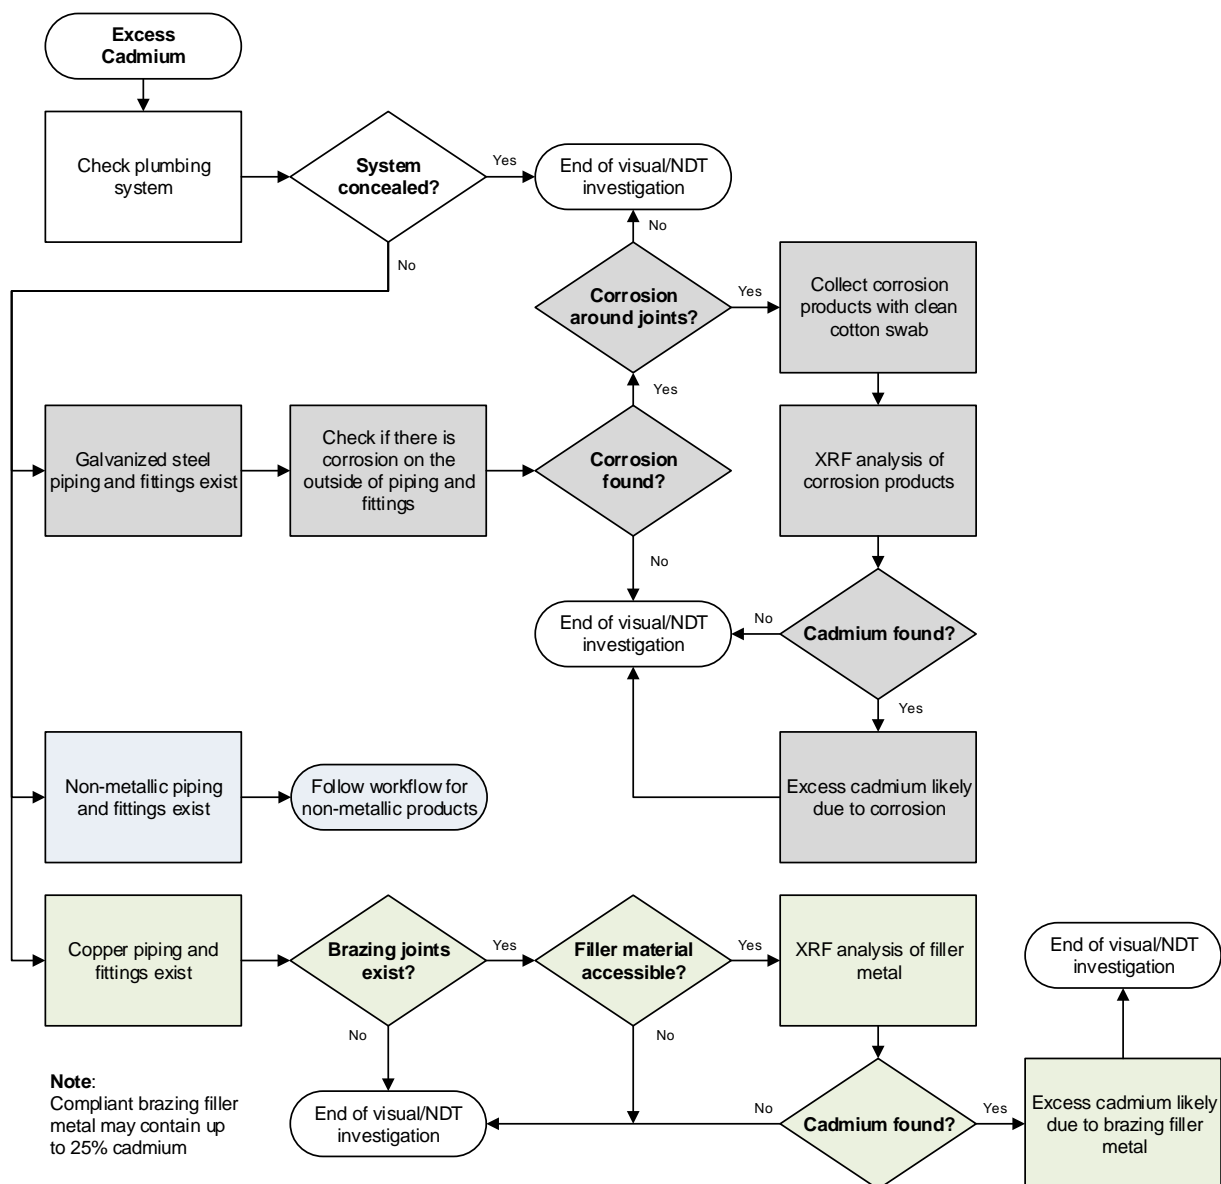 Excess
Cadmium
Check plumbing
system
System
concealed?
Yes
End of visual/NDT
investigation
No
No
Corrosion
around joints?
Yes
Collect corrosion
products with clean
cotton swab
Yes
Galvanized steel
piping and fittings exist
Check if there is
corrosion on the
outside of piping and
fittings
Corrosion
found?
XRF analysis of
corrosion products
No
End of visual/NDT
investigation
No
Cadmium found?
Yes
Non-metallic piping
and fittings exist
Follow workflow for
non-metallic products
Excess cadmium likely
due to corrosion
Copper piping and
fittings exist
Brazing joints
exist?
Yes
Filler material
accessible?
Yes
XRF analysis of filler
metal
End of visual/NDT
investigation
No
No
Note:
Compliant brazing filler
metal may contain up
to 25% cadmium
End of visual/NDT
investigation
No
Cadmium found?
Yes
Excess cadmium likely
due to brazing filler
metal